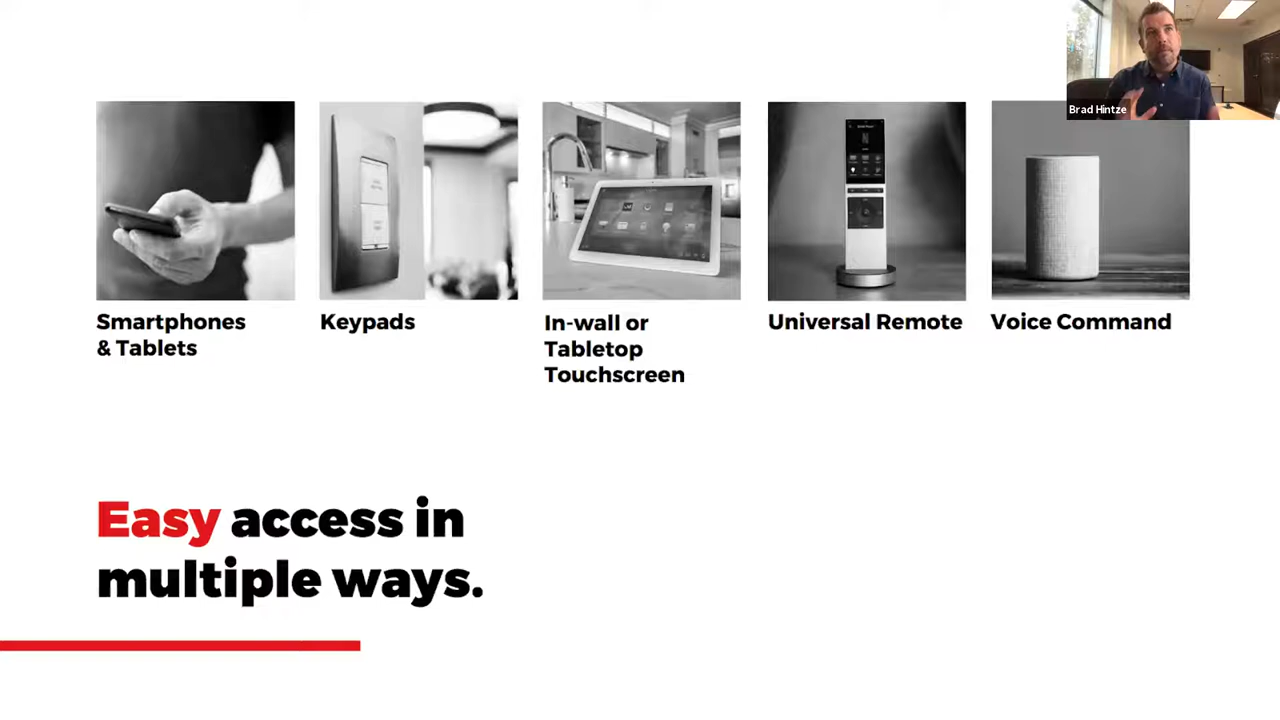 Brad Hintze
Smartphones
& Tablets
Keypads
In-wall or
Tabletop
Touchscreen
Universal Remote
Voice Command
Easy access in
multiple ways.